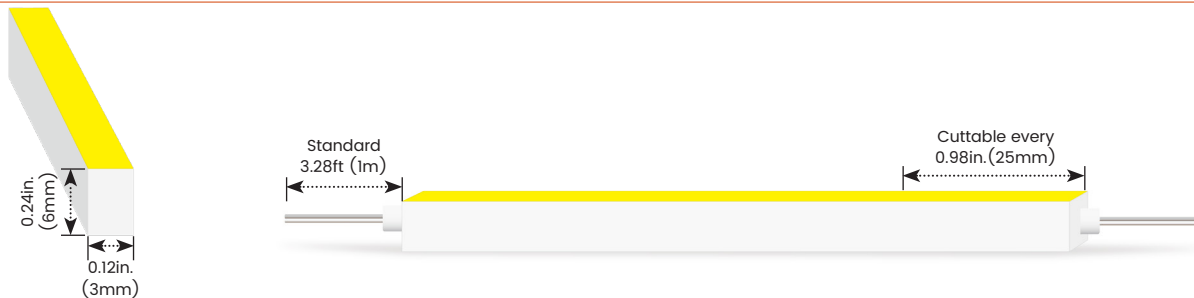 0.24in.
(6mm)
0.12in.
(3mm)
Standard
3.28ft (1m)
Cuttable every
0.98in.(25mm)